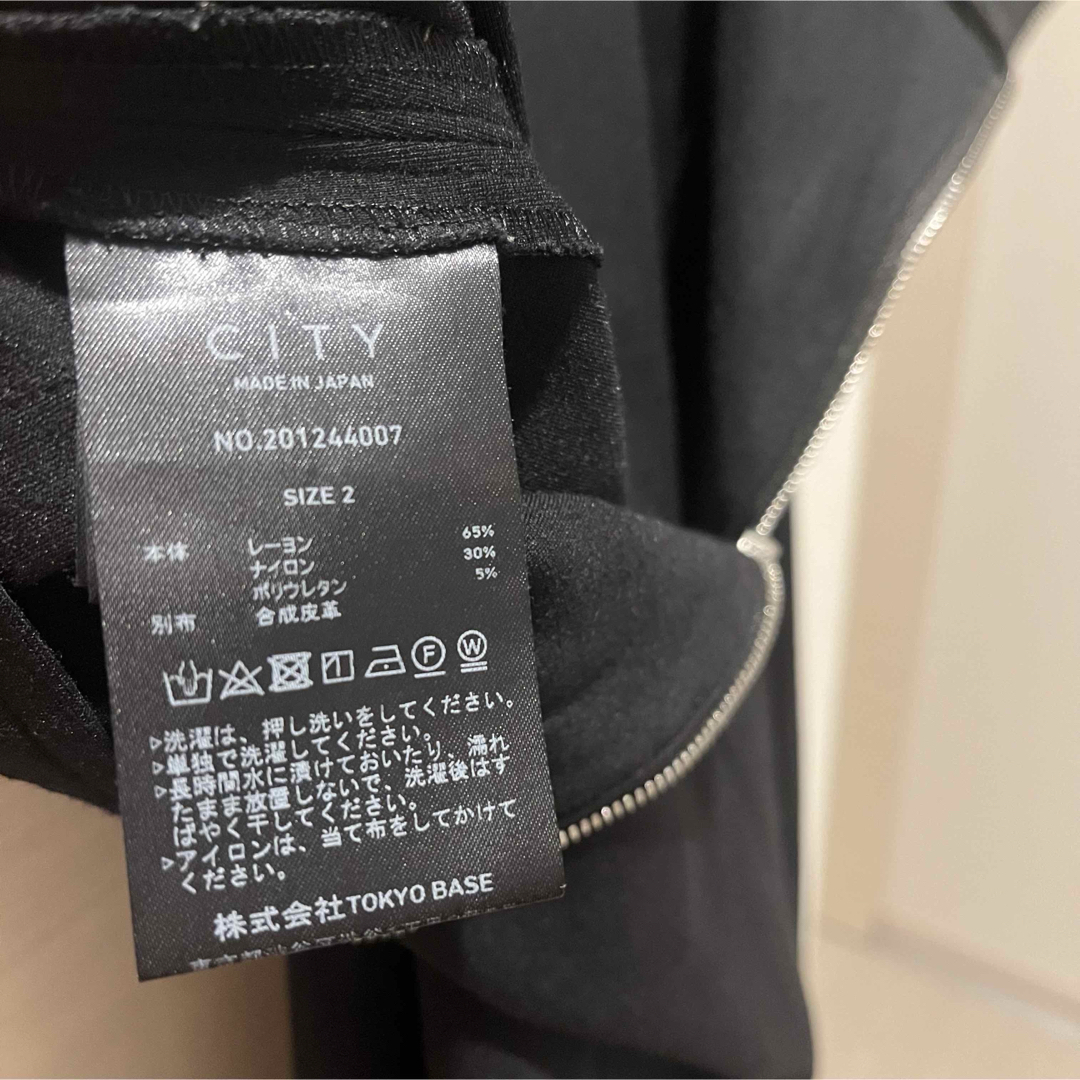 CITY
MADE IN JAPAN
NO.201244007
SIZE 2
本体 レーヨン 65%
ナイロン 30%
ポリウレタン 5%
別布 合成皮革
F W
▷洗濯は、押し洗いをしてください。
▷単独で洗濯してください。
▷長時間水に漬けておいたり、濡れ
たまま放置しないで、洗濯後はす
ばやく干してください。
▷アイロンは、当て布をしてかけて
ください。
株式会社TOKYO BASE